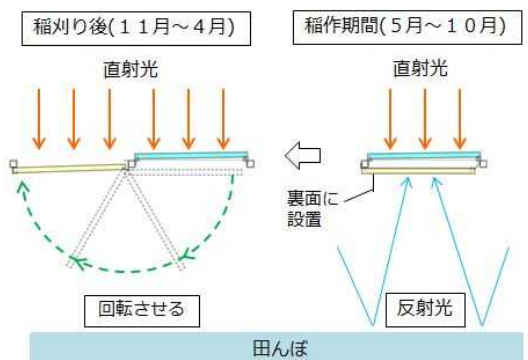 稲刈り後(11月～4月)
稲作期間(5月～10月)
直射光
直射光
裏面に
設置
回転させる
反射光
田んぼ